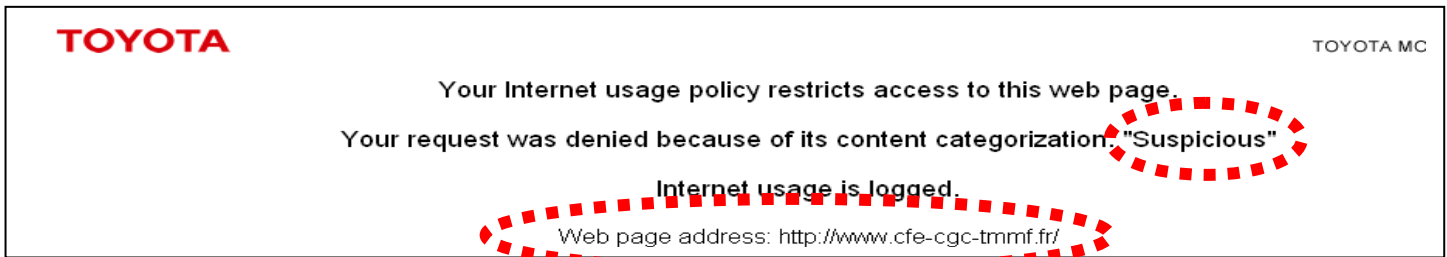 TOYOTA
TOYOTA MC
Your Internet usage policy restricts access to this web page.
Your request was denied because of its content categorization: "Suspicious"
Internet usage is logged.
Web page address: http://www.cfe-cgc-tmmf.fr/